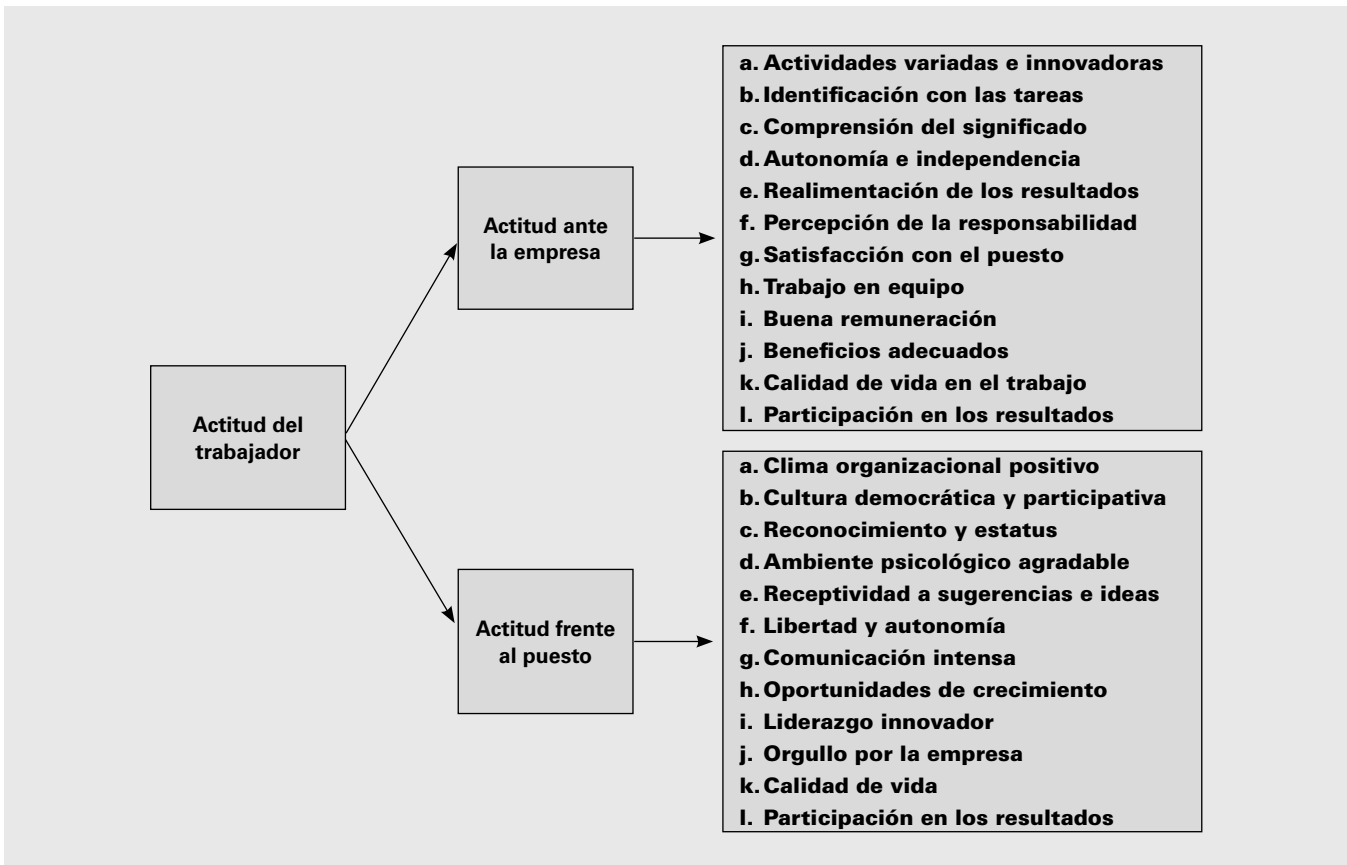 Actitud del
trabajador
Actitud ante
la empresa
a. Actividades variadas e innovadoras
b. Identificación con las tareas
c. Comprensión del significado
d. Autonomía e independencia
e. Realimentación de los resultados
f. Percepción de la responsabilidad
g. Satisfacción con el puesto
h. Trabajo en equipo
i. Buena remuneración
j. Beneficios adecuados
k. Calidad de vida en el trabajo
l. Participación en los resultados
Actitud frente
al puesto
a. Clima organizacional positivo
b. Cultura democrática y participativa
c. Reconocimiento y estatus
d. Ambiente psicológico agradable
e. Receptividad a sugerencias e ideas
f. Libertad y autonomía
g. Comunicación intensa
h. Oportunidades de crecimiento
i. Liderazgo innovador
j. Orgullo por la empresa
k. Calidad de vida
l. Participación en los resultados